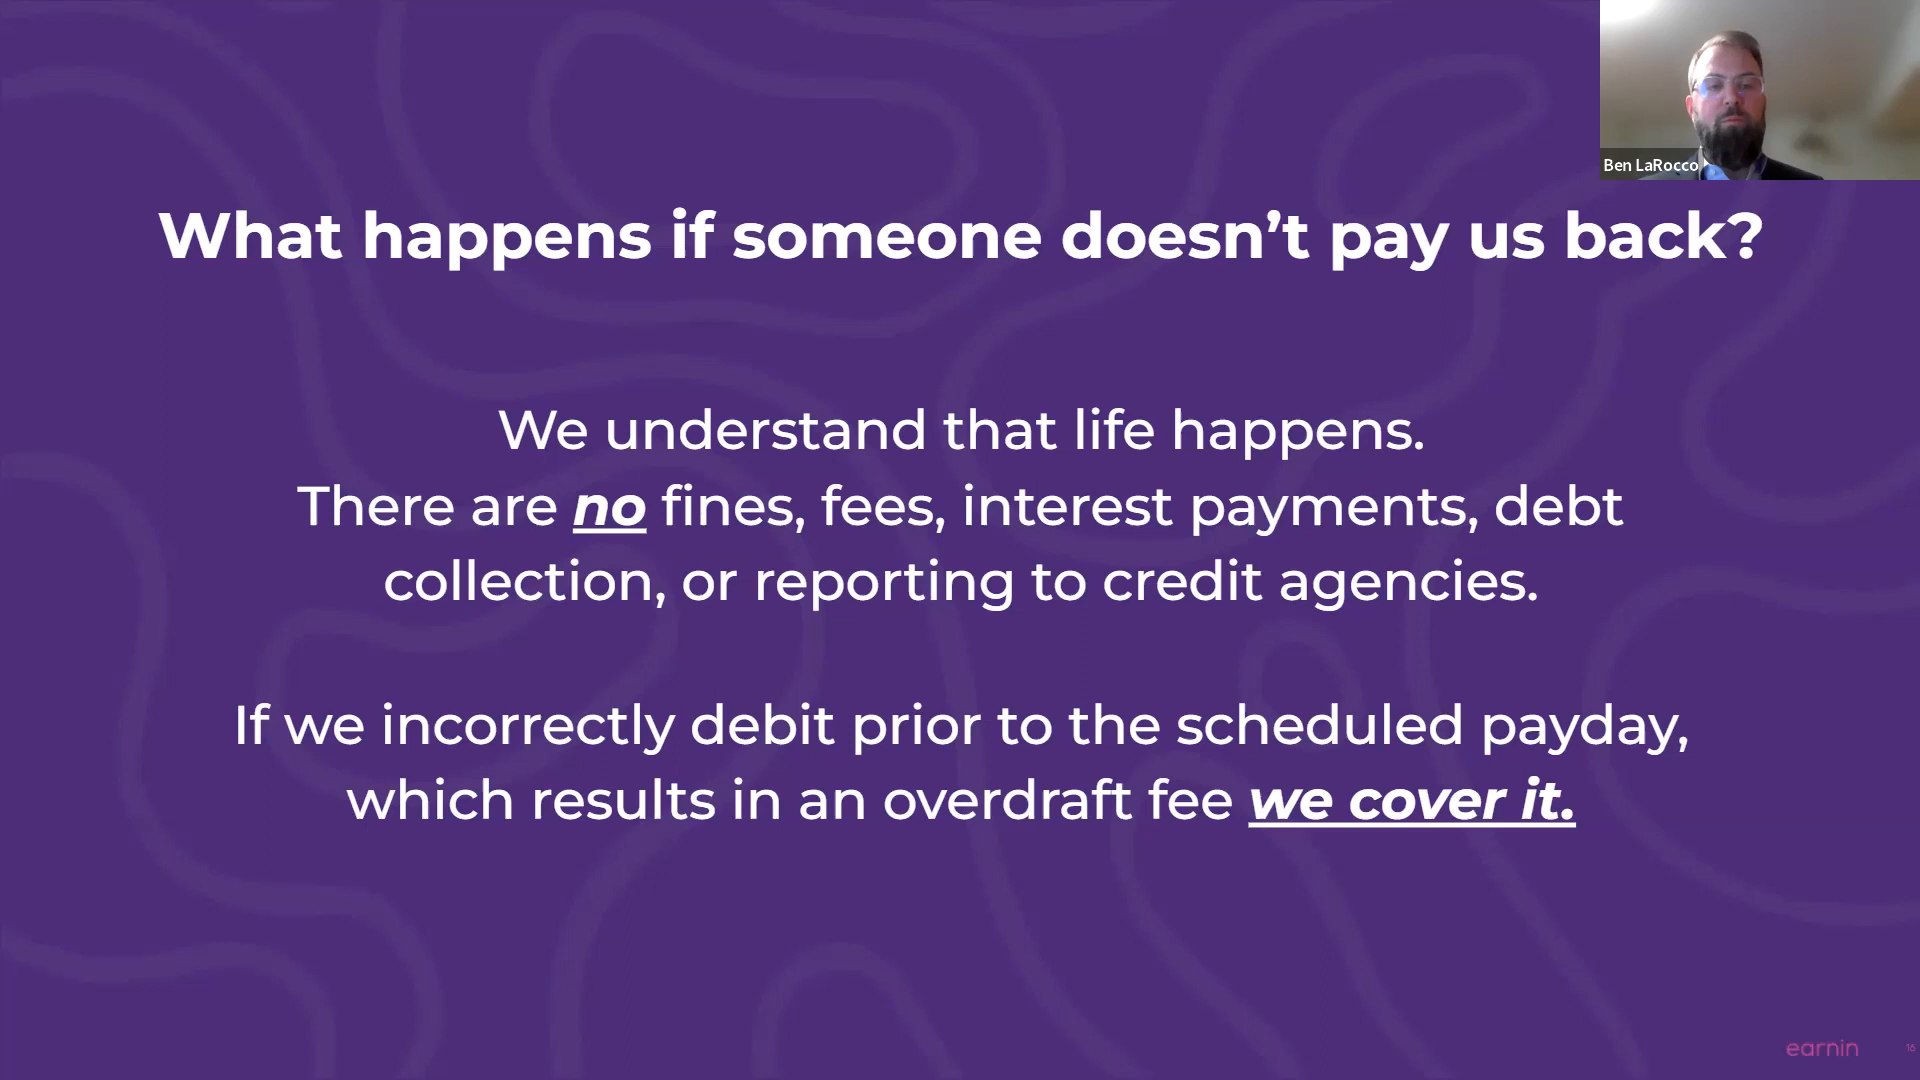 Ben LaRocco
What happens if someone doesn’t pay us back?
We understand that life happens.
There are no fines, fees, interest payments, debt
collection, or reporting to credit agencies.
If we incorrectly debit prior to the scheduled payday,
which results in an overdraft fee we cover it.
earnin
16